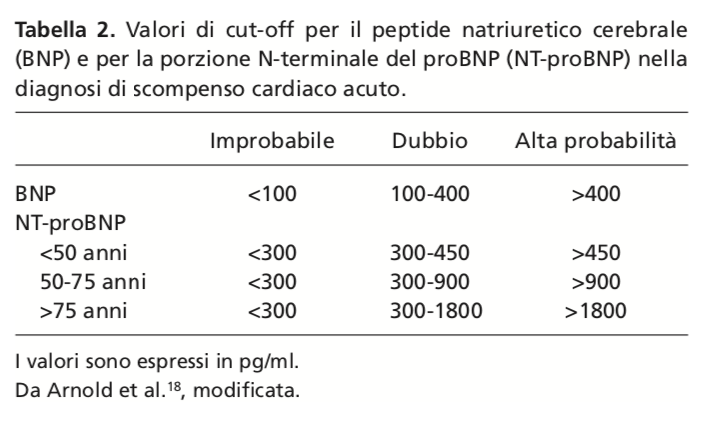 Tabella 2. Valori di cut-off per il peptide natriuretico cerebrale
(BNP) e per la porzione N-terminale del proBNP (NT-proBNP) nella
diagnosi di scompenso cardiaco acuto.
Improbabile Dubbio Alta probabilità
BNP <100 100-400 >400
NT-proBNP
<50 anni <300 300-450 >450
50-75 anni <300 300-900 >900
>75 anni <300 300-1800 >1800
I valori sono espressi in pg/ml.
Da Arnold et al.¹⁸, modificata.